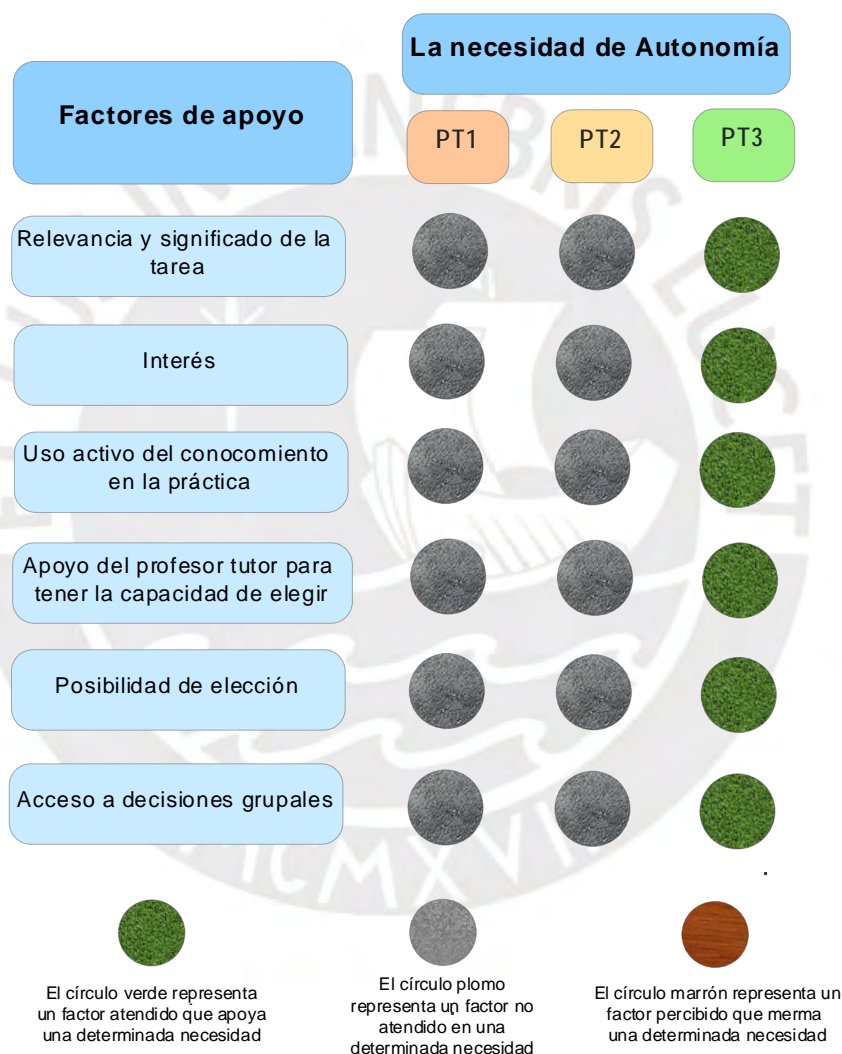 La necesidad de Autonomía
Factores de apoyo
PT1
PT2
PT3
Relevancia y significado de la
tarea
Interés
Uso activo del conocomiento
en la práctica
Apoyo del profesor tutor para
tener la capacidad de elegir
Posibilidad de elección
Acceso a decisiones grupales
El círculo verde representa
un factor atendido que apoya
una determinada necesidad
El círculo plomo
representa un factor no
atendido en una
determinada necesidad
El círculo marrón representa un
factor percibido que merma
una determinada necesidad